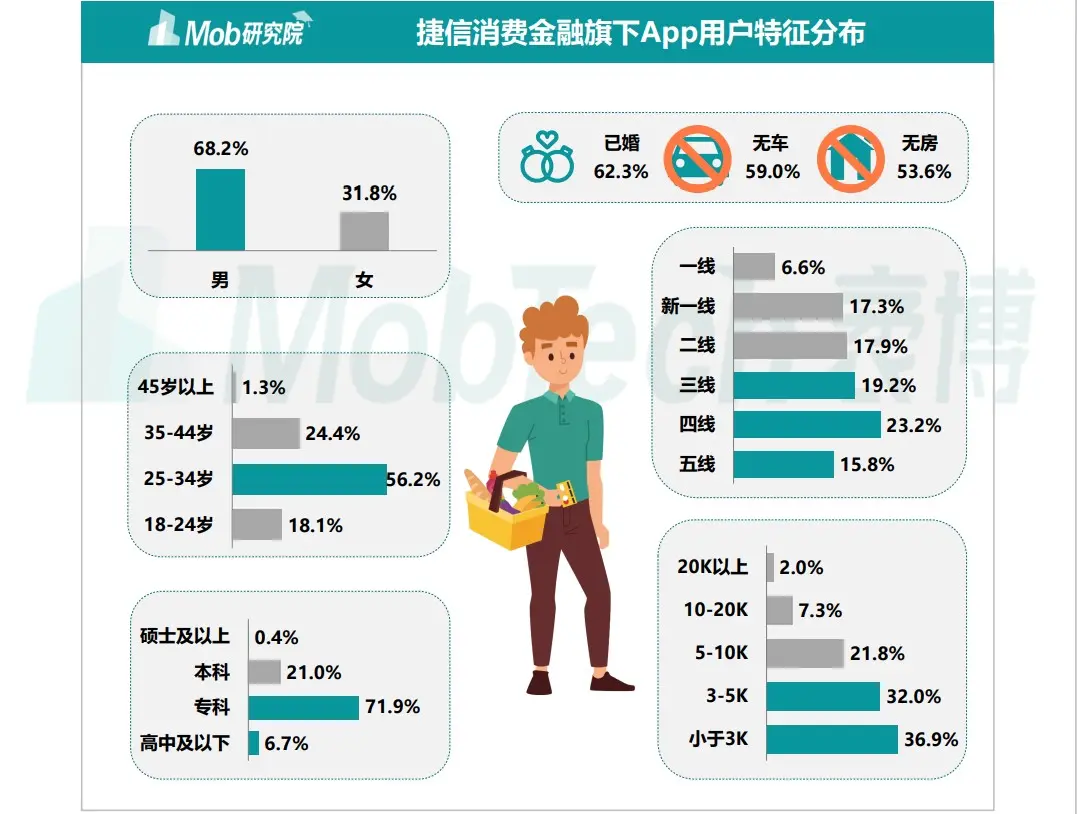 Mob研究院
捷信消费金融旗下App用户特征分布
68.2%
31.8%
男
女
已婚
62.3%
无车
59.0%
无房
53.6%
45岁以上 1.3%
35-44岁 24.4%
25-34岁 56.2%
18-24岁 18.1%
一线 6.6%
新一线 17.3%
二线 17.9%
三线 19.2%
四线 23.2%
五线 15.8%
硕士及以上 0.4%
本科 21.0%
专科 71.9%
高中及以下 6.7%
20K以上 2.0%
10-20K 7.3%
5-10K 21.8%
3-5K 32.0%
小于3K 36.9%
MobTech 袤博